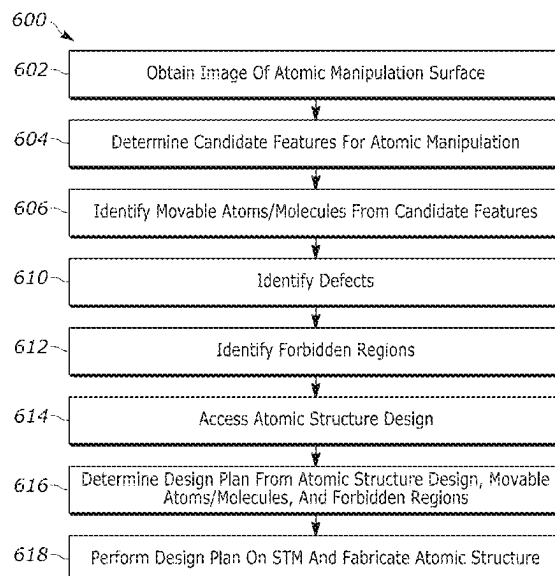 600
602 Obtain Image Of Atomic Manipulation Surface
604 Determine Candidate Features For Atomic Manipulation
606 Identify Movable Atoms/Molecules From Candidate Features
610 Identify Defects
612 Identify Forbidden Regions
614 Access Atomic Structure Design
616 Determine Design Plan From Atomic Structure Design, Movable
Atoms/Molecules, And Forbidden Regions
618 Perform Design Plan On STM And Fabricate Atomic Structure